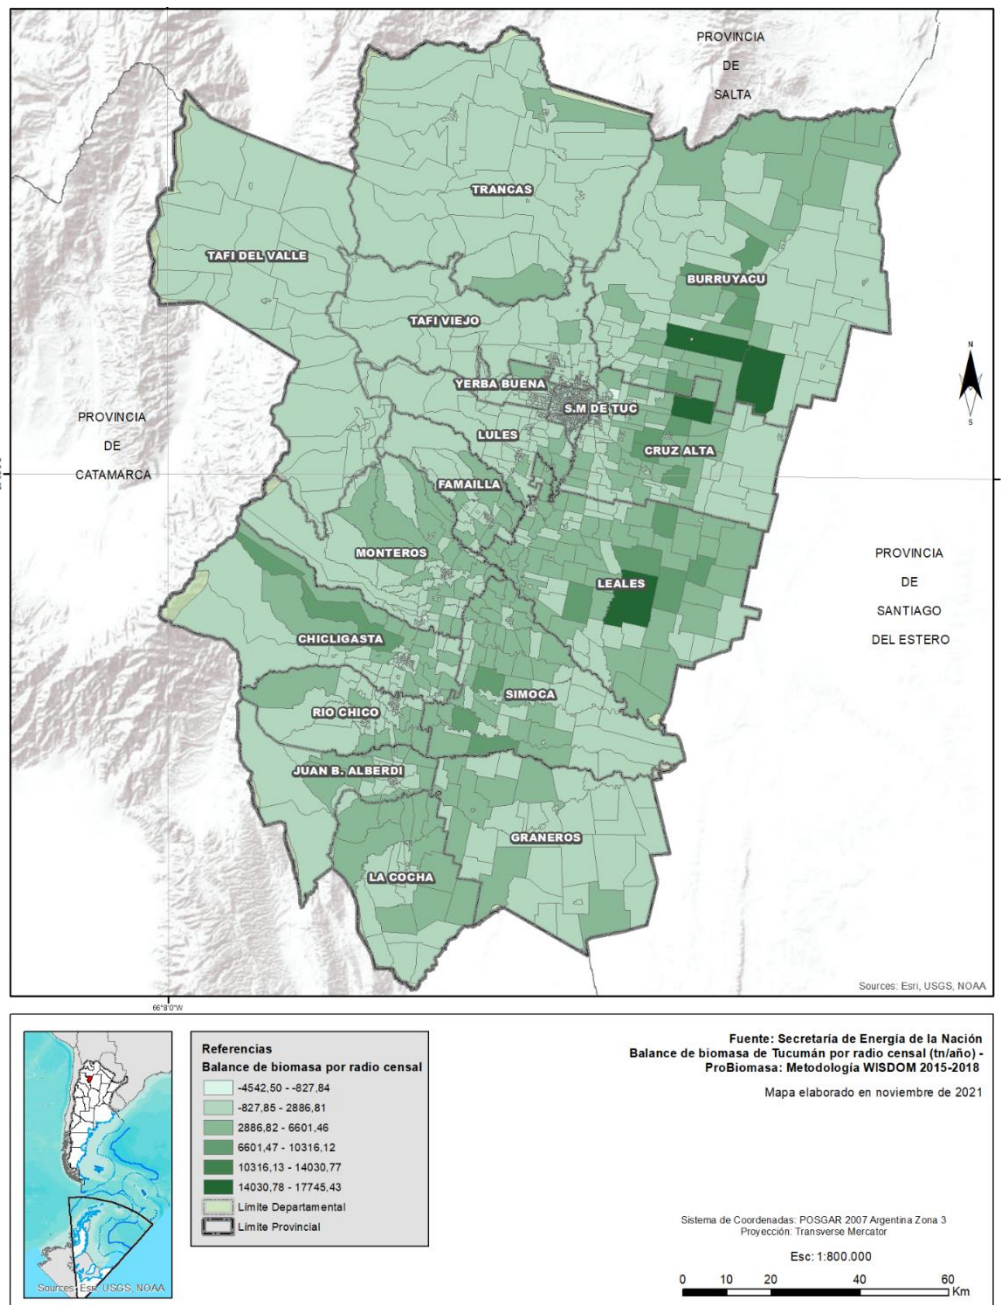 PROVINCIA
DE
SALTA
TRANCAS
TAFI DEL VALLE
BURRUYACU
TAFI VIEJO
N
YERBA BUENA
S.M DE TUC
S
PROVINCIA
DE
CATAMARCA
LULES
CRUZ ALTA
FAMAILLA
MONTEROS
LEALES
PROVINCIA
DE
SANTIAGO
DEL ESTERO
CHICLIGASTA
SIMOCA
RIO CHICO
JUAN B. ALBERDI
GRANEROS
LA COCHA
Sources: Esri, USGS, NOAA
66°8'0"W
Referencias
Balance de biomasa por radio censal
-4542,50 - -827,84
-827,85 - 2886,81
2886,82 - 6601,46
6601,47 - 10316,12
10316,13 - 14030,77
14030,78 - 17745,43
Límite Departamental
Límite Provincial
Sources: Esri, USGS, NOAA
Fuente: Secretaría de Energía de la Nación
Balance de biomasa de Tucumán por radio censal (tn/año) -
ProBiomasa: Metodología WISDOM 2015-2018
Mapa elaborado en noviembre de 2021
Sistema de Coordenadas: POSGAR 2007 Argentina Zona 3
Proyección: Transverse Mercator
Esc: 1:800.000
0 10 20 40 60
Km